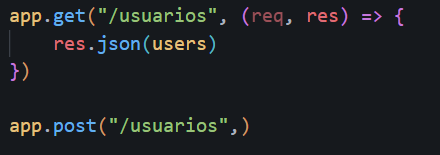 app.get("/usuarios", (req, res) => {
    res.json(users)
})
app.post("/usuarios",)